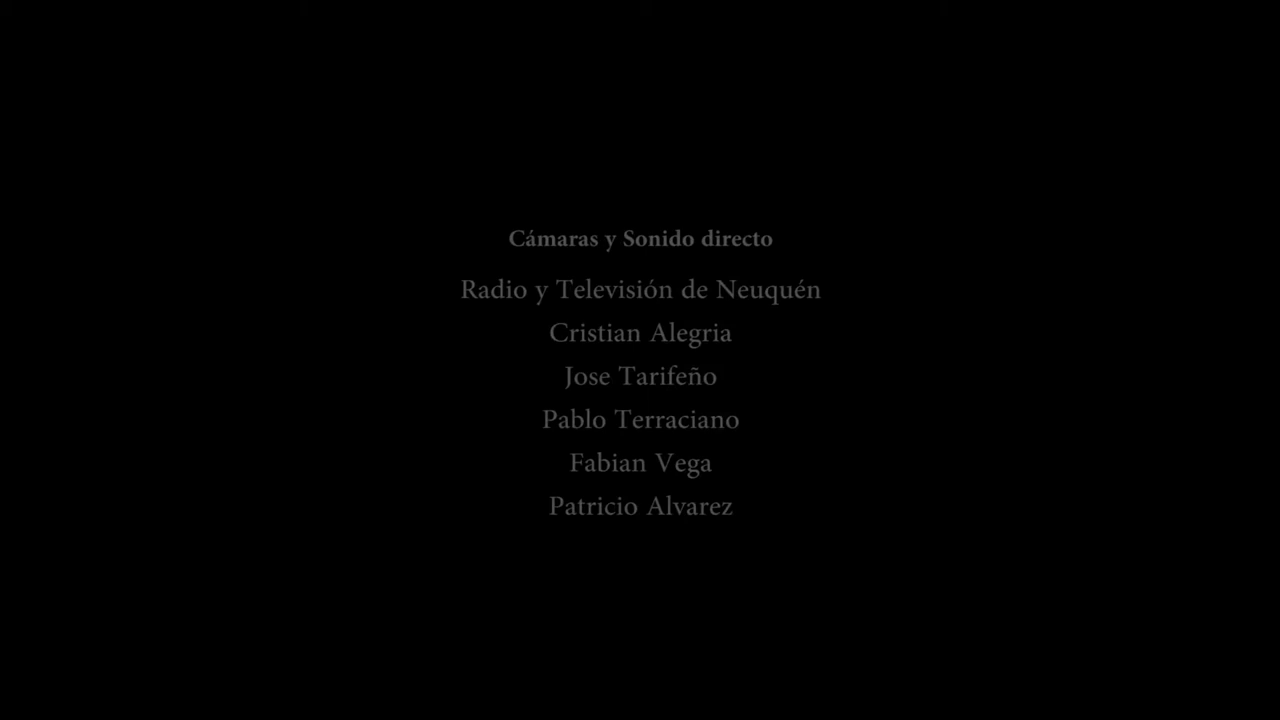 Cámaras y Sonido directo
Radio y Televisión de Neuquén
Cristian Alegria
Jose Tarifeño
Pablo Terraciano
Fabian Vega
Patricio Alvarez